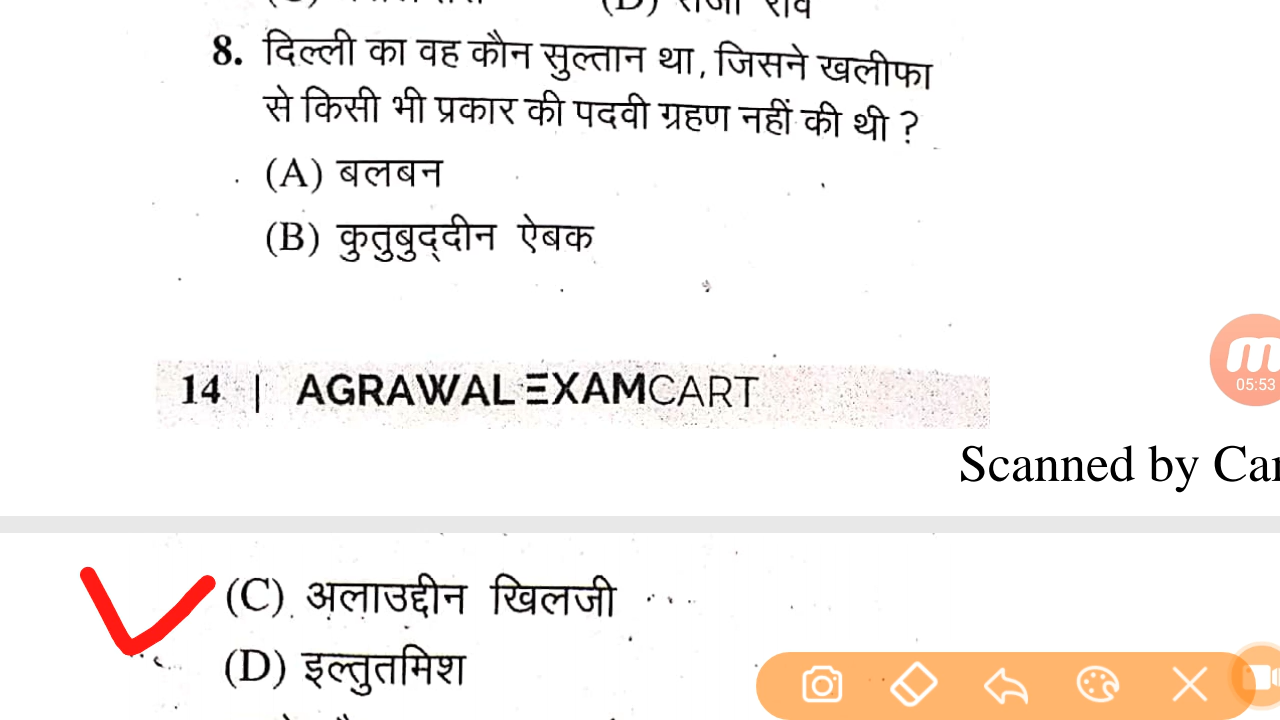 8. दिल्ली का वह कौन सुल्तान था, जिसने खलीफा
से किसी भी प्रकार की पदवी ग्रहण नहीं की थी ?
(A) बलबन
(B) कुतुबुद्दीन ऐबक
14 | AGRAWAL EXAMCART
05:53
Scanned by
(C) अलाउद्दीन खिलजी
(D) इल्तुतमिश